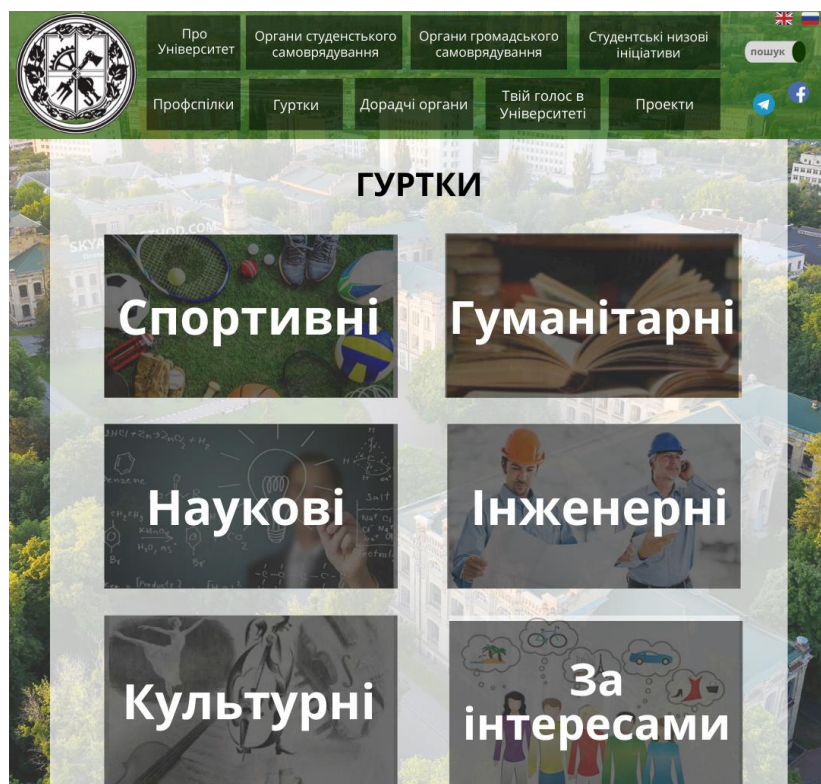 Про
Університет
Органи студенстького
самоврядування
Органи громадського
самоврядування
Студентські низові
ініціативи
пошук
Профспілки
Гуртки
Дорадчі органи
Твій голос в
Університеті
Проекти
ГУРТКИ
Спортивні
Гуманітарні
Наукові
Інженерні
Культурні
За
інтересами